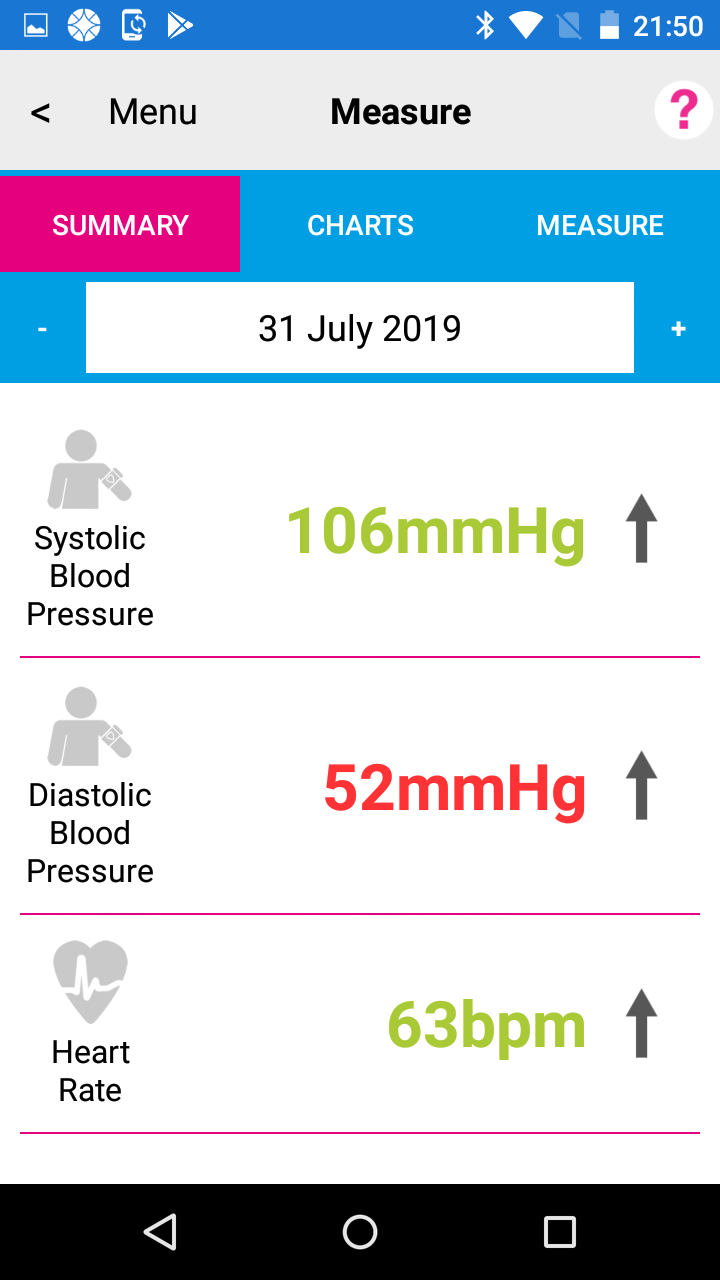 21:50
< Menu Measure ?
SUMMARY CHARTS MEASURE
- 31 July 2019 +
106mmHg
Systolic
Blood
Pressure
52mmHg
Diastolic
Blood
Pressure
63bpm
Heart
Rate